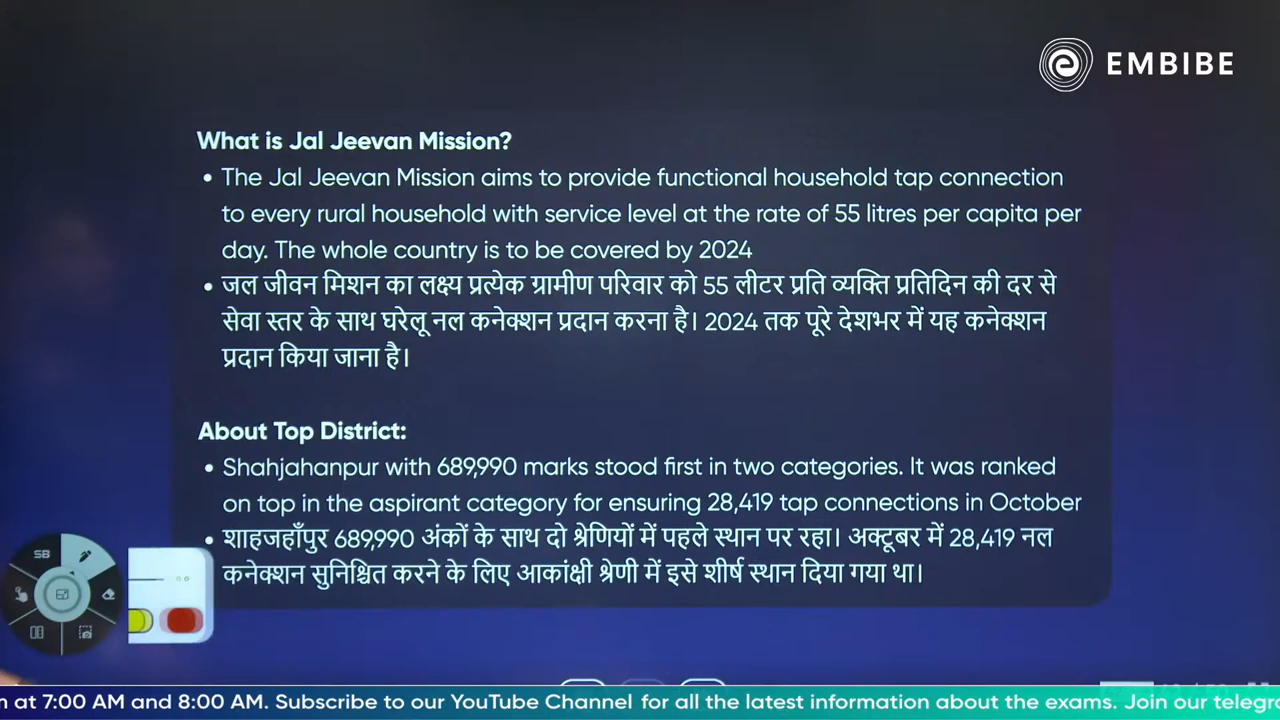 EMBIBE
What is Jal Jeevan Mission?
• The Jal Jeevan Mission aims to provide functional household tap connection
to every rural household with service level at the rate of 55 litres per capita per
day. The whole country is to be covered by 2024
• जल जीवन मिशन का लक्ष्य प्रत्येक ग्रामीण परिवार को 55 लीटर प्रति व्यक्ति प्रतिदिन की दर से
सेवा स्तर के साथ घरेलू नल कनेक्शन प्रदान करना है। 2024 तक पूरे देशभर में यह कनेक्शन
प्रदान किया जाना है।
About Top District:
• Shahjahanpur with 689,990 marks stood first in two categories. It was ranked
on top in the aspirant category for ensuring 28,419 tap connections in October
• शाहजहाँपुर 689,990 अंकों के साथ दो श्रेणियों में पहले स्थान पर रहा। अक्टूबर में 28,419 नल
कनेक्शन सुनिश्चित करने के लिए आकांक्षी श्रेणी में इसे शीर्ष स्थान दिया गया था।
SB
n at 7:00 AM and 8:00 AM. Subscribe to our YouTube Channel for all the latest information about the exams. Join our telegra